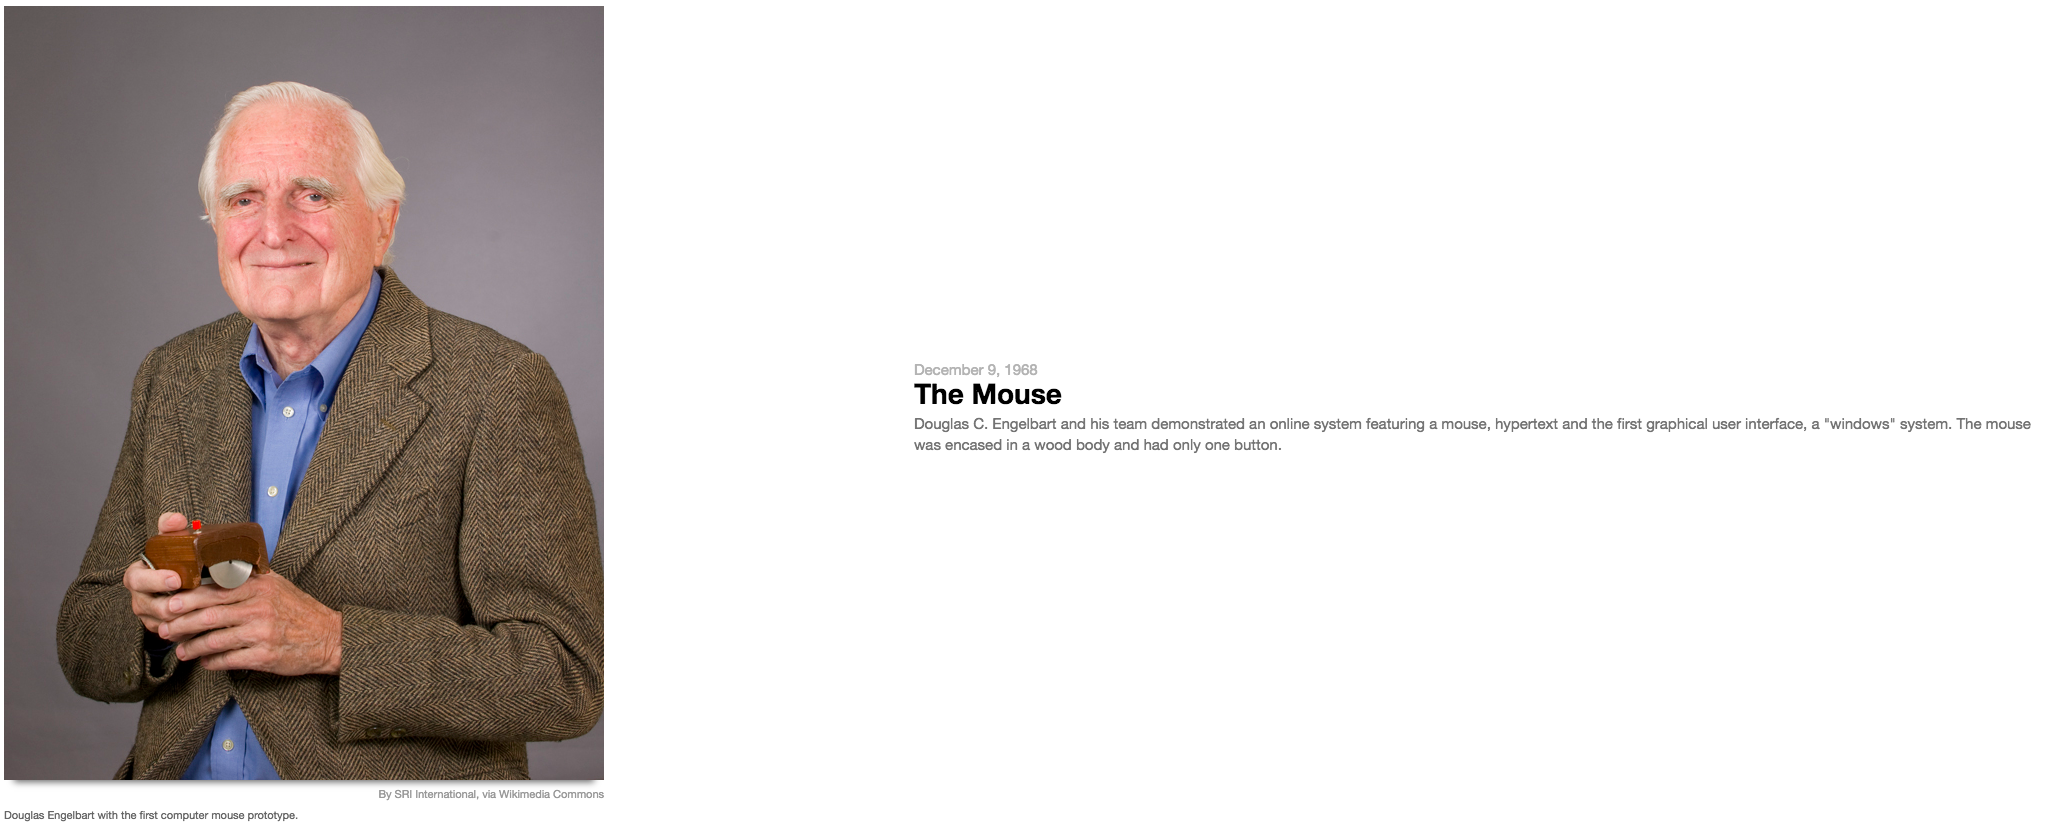 December 9, 1968
The Mouse
Douglas C. Engelbart and his team demonstrated an online system featuring a mouse, hypertext and the first graphical user interface, a "windows" system. The mouse
was encased in a wood body and had only one button.
By SRI International, via Wikimedia Commons
Douglas Engelbart with the first computer mouse prototype.